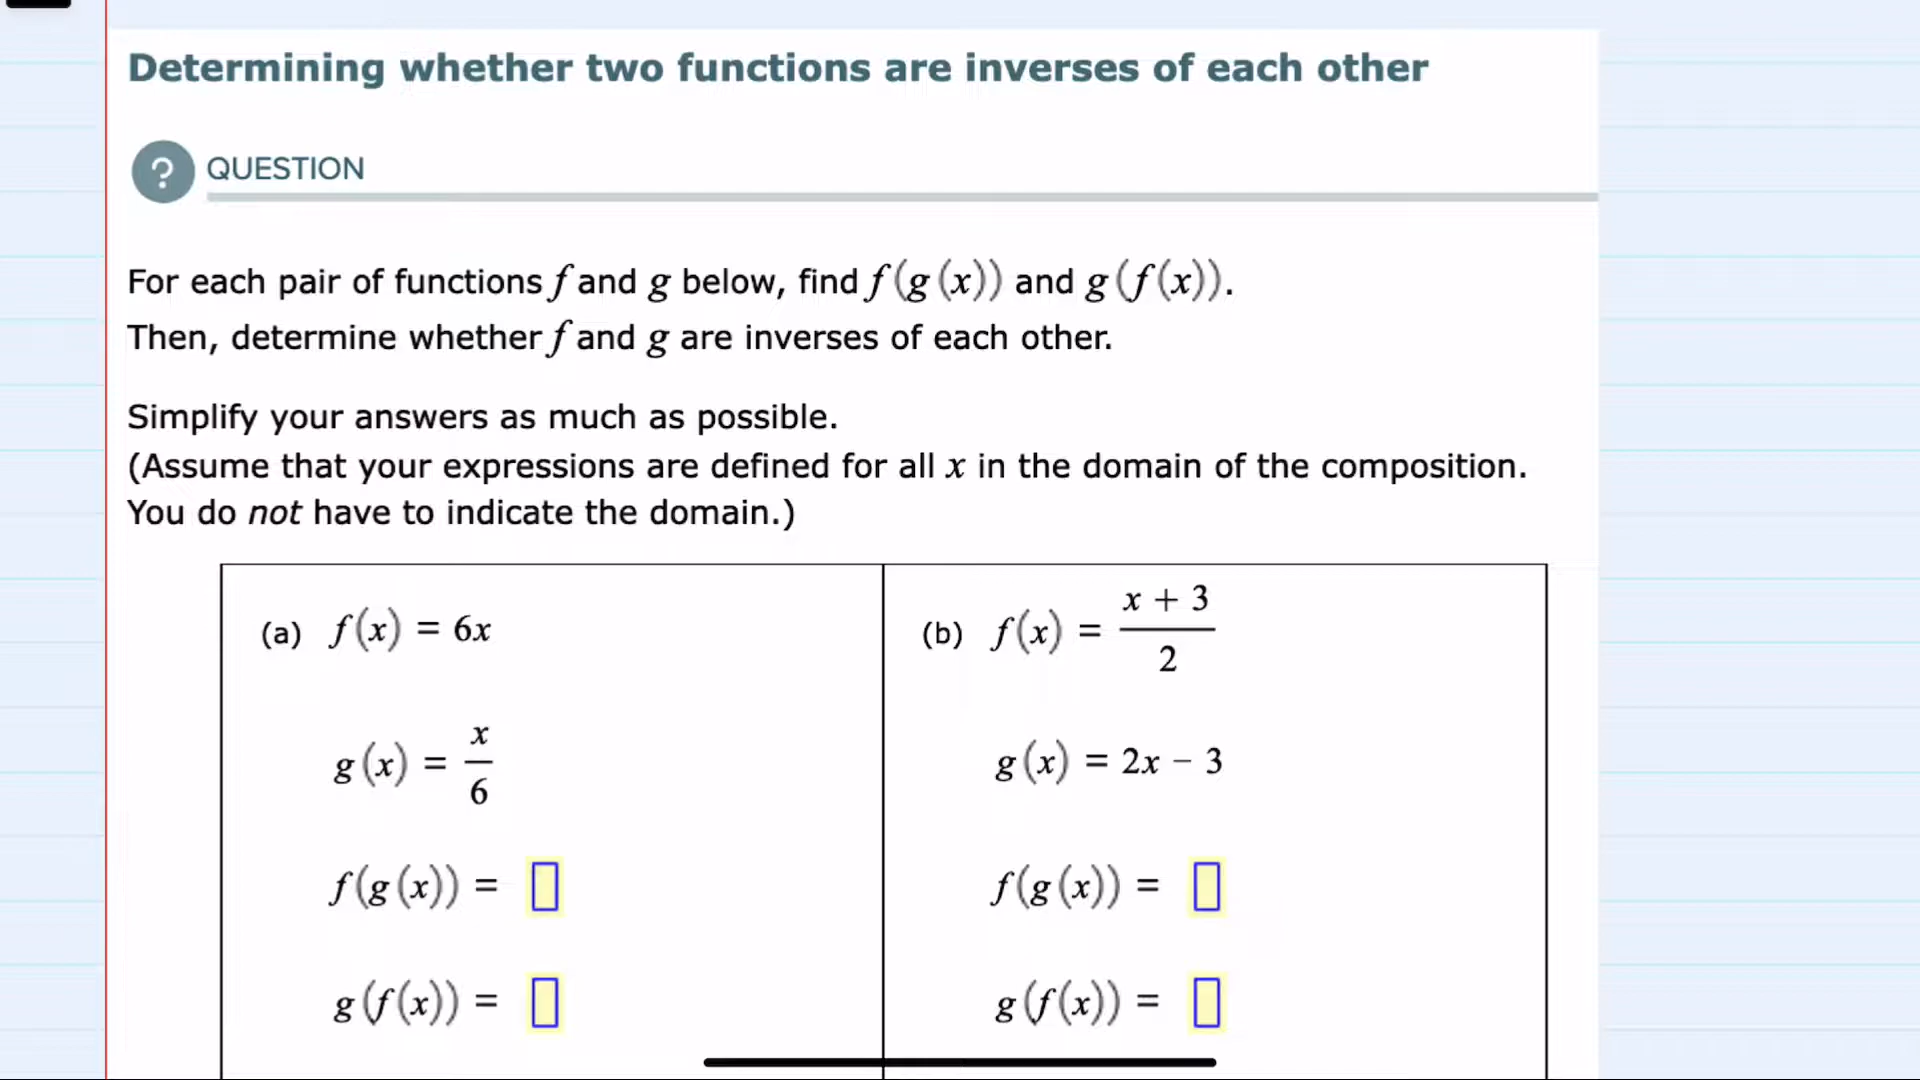 Determining whether two functions are inverses of each other
? QUESTION
For each pair of functions f and g below, find f(g(x)) and g(f(x)).
Then, determine whether f and g are inverses of each other.
Simplify your answers as much as possible.
(Assume that your expressions are defined for all x in the domain of the composition.
You do not have to indicate the domain.)
(a) f(x) = 6x
g(x) = x/6
f(g(x)) =
g(f(x)) =
(b) f(x) = (x + 3)/2
g(x) = 2x − 3
f(g(x)) =
g(f(x)) =